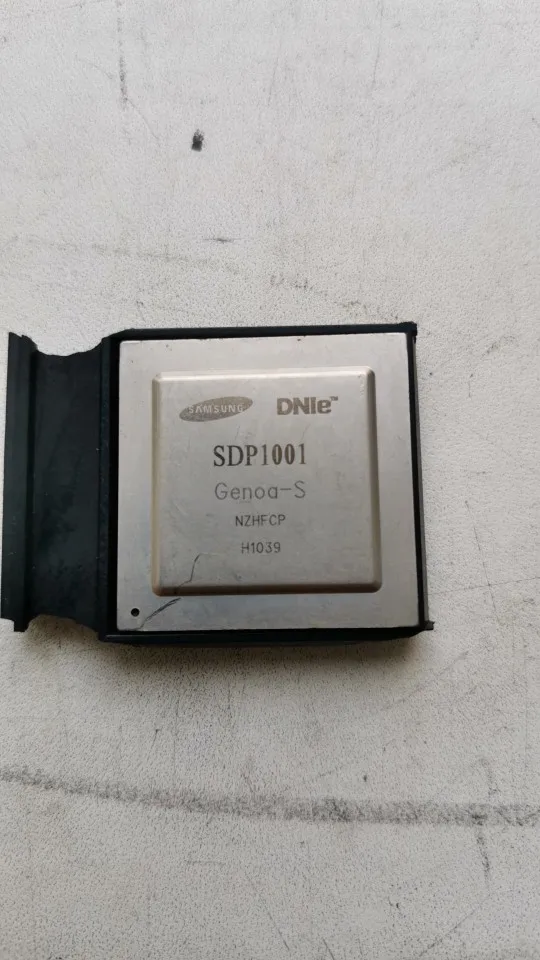 SAMSUNG DNIe™
SDP1001
Genoa-S
NZHFCP
H1039